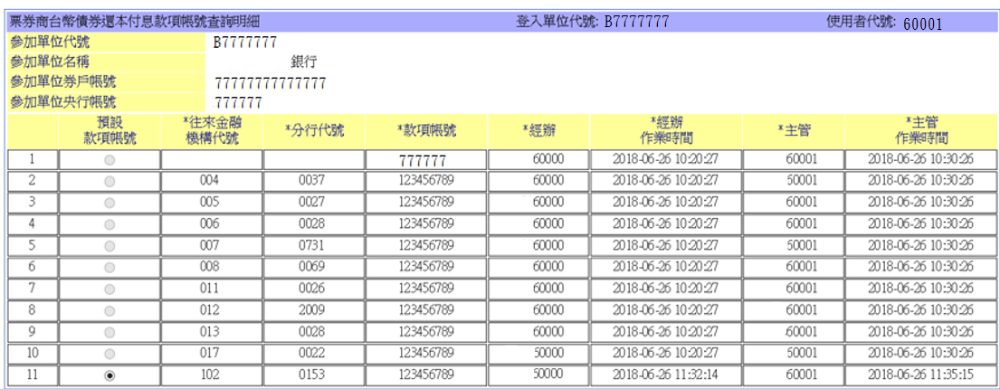 票券商台幣債券還本付息款項帳號查詢明細 登入單位代號: B7777777 使用者代號: 60001
參加單位代號 B7777777
參加單位名稱 銀行
參加單位券戶帳號 77777777777777
參加單位央行帳號 777777
預設 *往來金融 *經辦 *主管
款項帳號 機構代號 *分行代號 *款項帳號 *經辦 作業時間 *主管 作業時間
1 777777 60000 2018-06-26 10:20:27 60001 2018-06-26 10:30:26
2 004 0037 123456789 60000 2018-06-26 10:20:27 50001 2018-06-26 10:30:26
3 005 0027 123456789 60000 2018-06-26 10:20:27 60001 2018-06-26 10:30:26
4 006 0028 123456789 60000 2018-06-26 10:20:27 60001 2018-06-26 10:30:26
5 007 0731 123456789 60000 2018-06-26 10:20:27 50001 2018-06-26 10:30:26
6 008 0069 123456789 60000 2018-06-26 10:20:27 60001 2018-06-26 10:30:26
7 011 0026 123456789 60000 2018-06-26 10:20:27 60001 2018-06-26 10:30:26
8 012 2009 123456789 60000 2018-06-26 10:20:27 60001 2018-06-26 10:30:26
9 013 0028 123456789 60000 2018-06-26 10:20:27 60001 2018-06-26 10:30:26
10 017 0022 123456789 50000 2018-06-26 10:20:27 50001 2018-06-26 10:30:26
11 102 0153 123456789 50000 2018-06-26 11:32:14 60001 2018-06-26 11:35:15